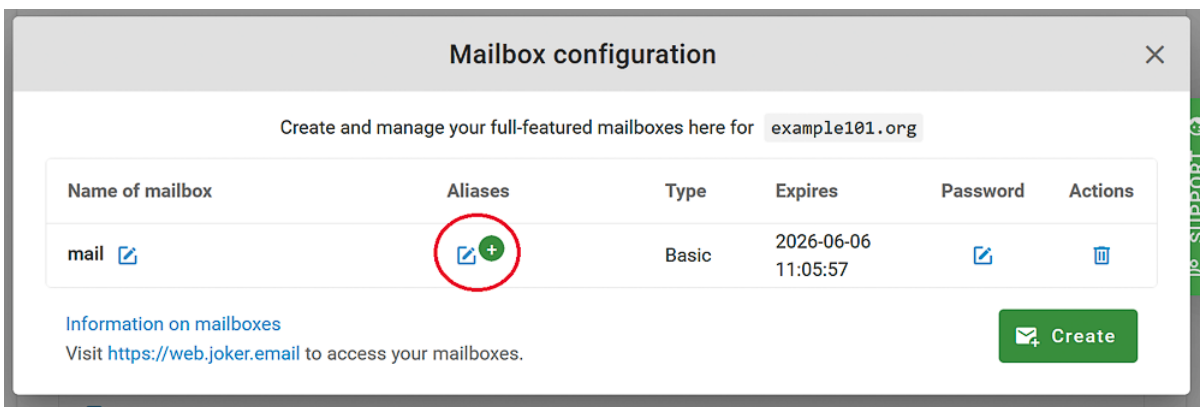 Mailbox configuration
Create and manage your full-featured mailboxes here for example101.org
Name of mailbox Aliases Type Expires Password Actions
mail Basic 2026-06-06
11:05:57
Information on mailboxes
Visit https://web.joker.email to access your mailboxes.
Create
SUPPORT